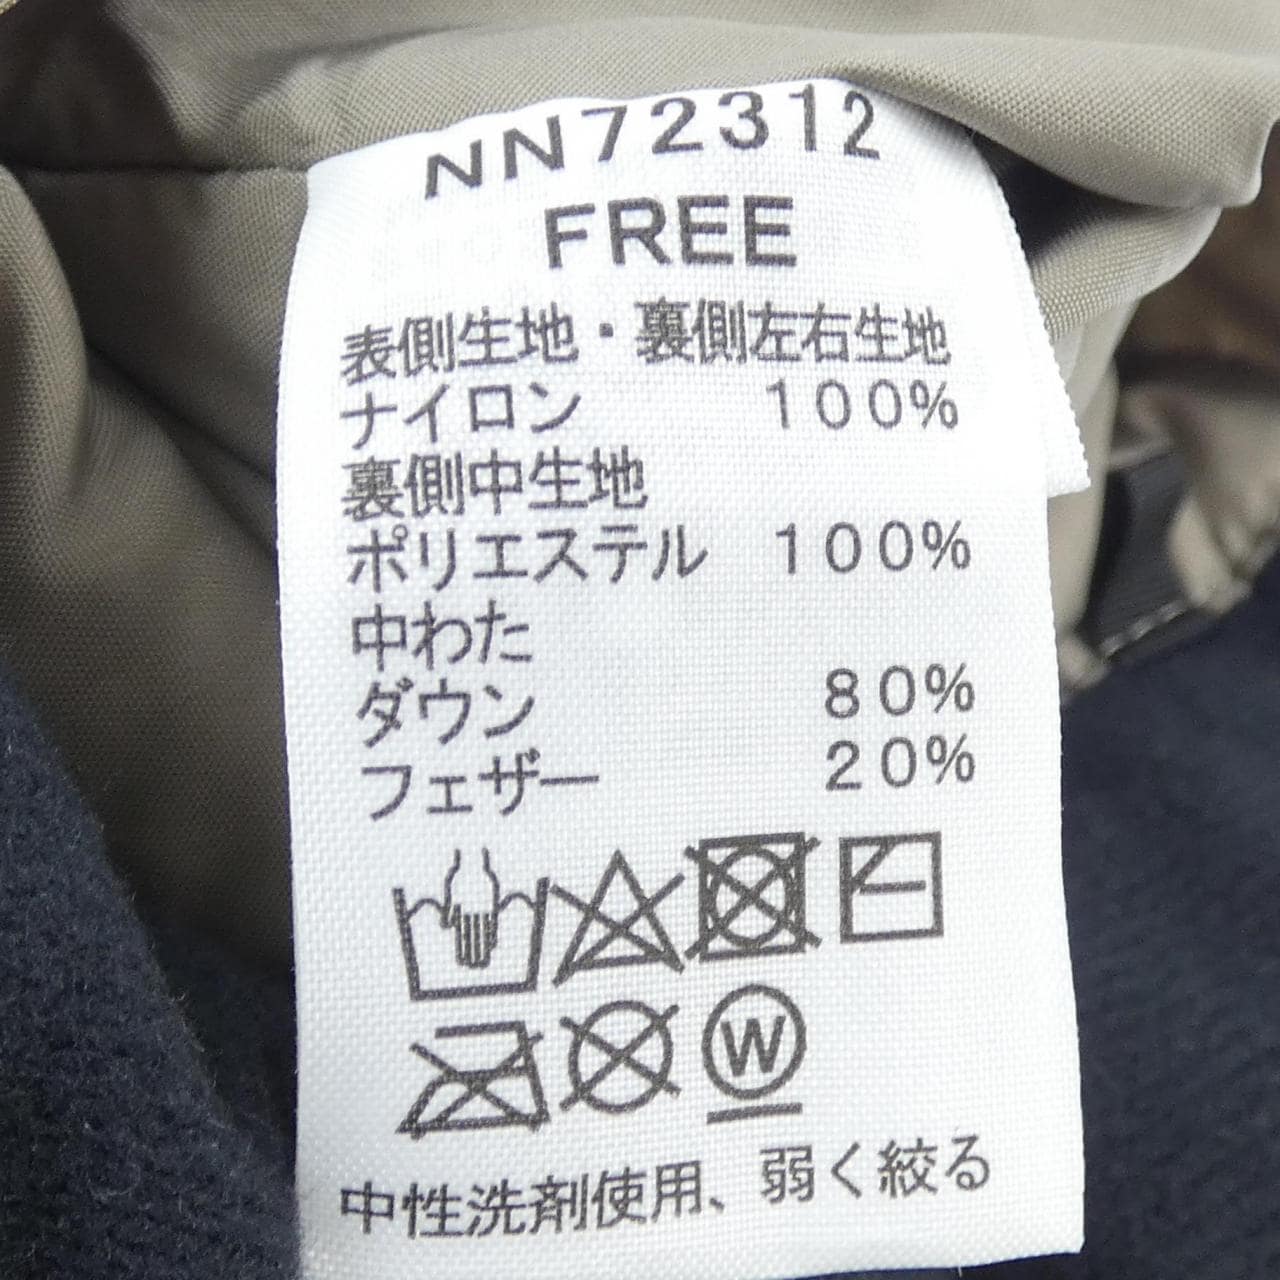 NN72312
FREE
表側生地・裏側左右生地
ナイロン 100%
裏側中生地
ポリエステル 100%
中わた
ダウン 80%
フェザー 20%
W
中性洗剤使用、弱く絞る